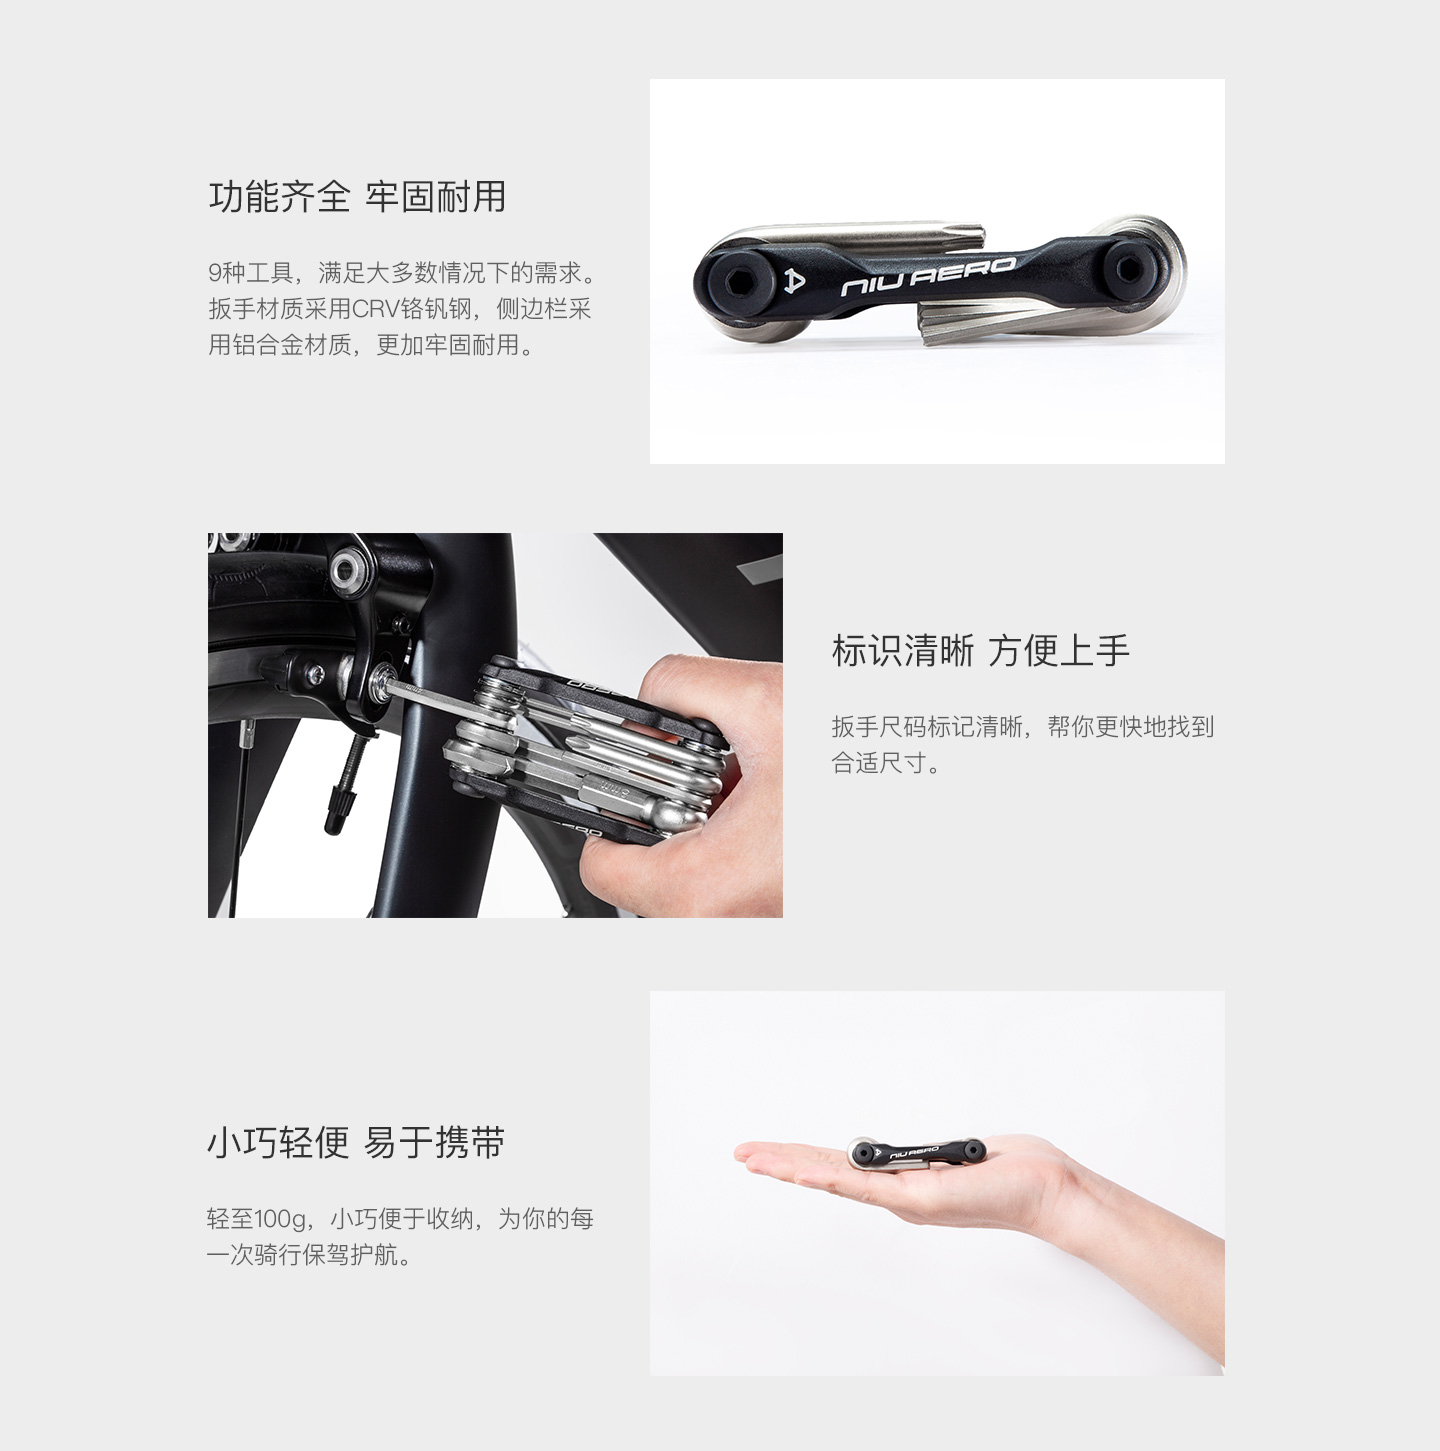 功能齐全 牢固耐用
9种工具，满足大多数情况下的需求。
扳手材质采用CRV铬钒钢，侧边栏采
用铝合金材质，更加牢固耐用。
NIU AERO
标识清晰 方便上手
扳手尺码标记清晰，帮你更快地找到
合适尺寸。
6mm
小巧轻便 易于携带
轻至100g，小巧便于收纳，为你的每
一次骑行保驾护航。
NIU AERO